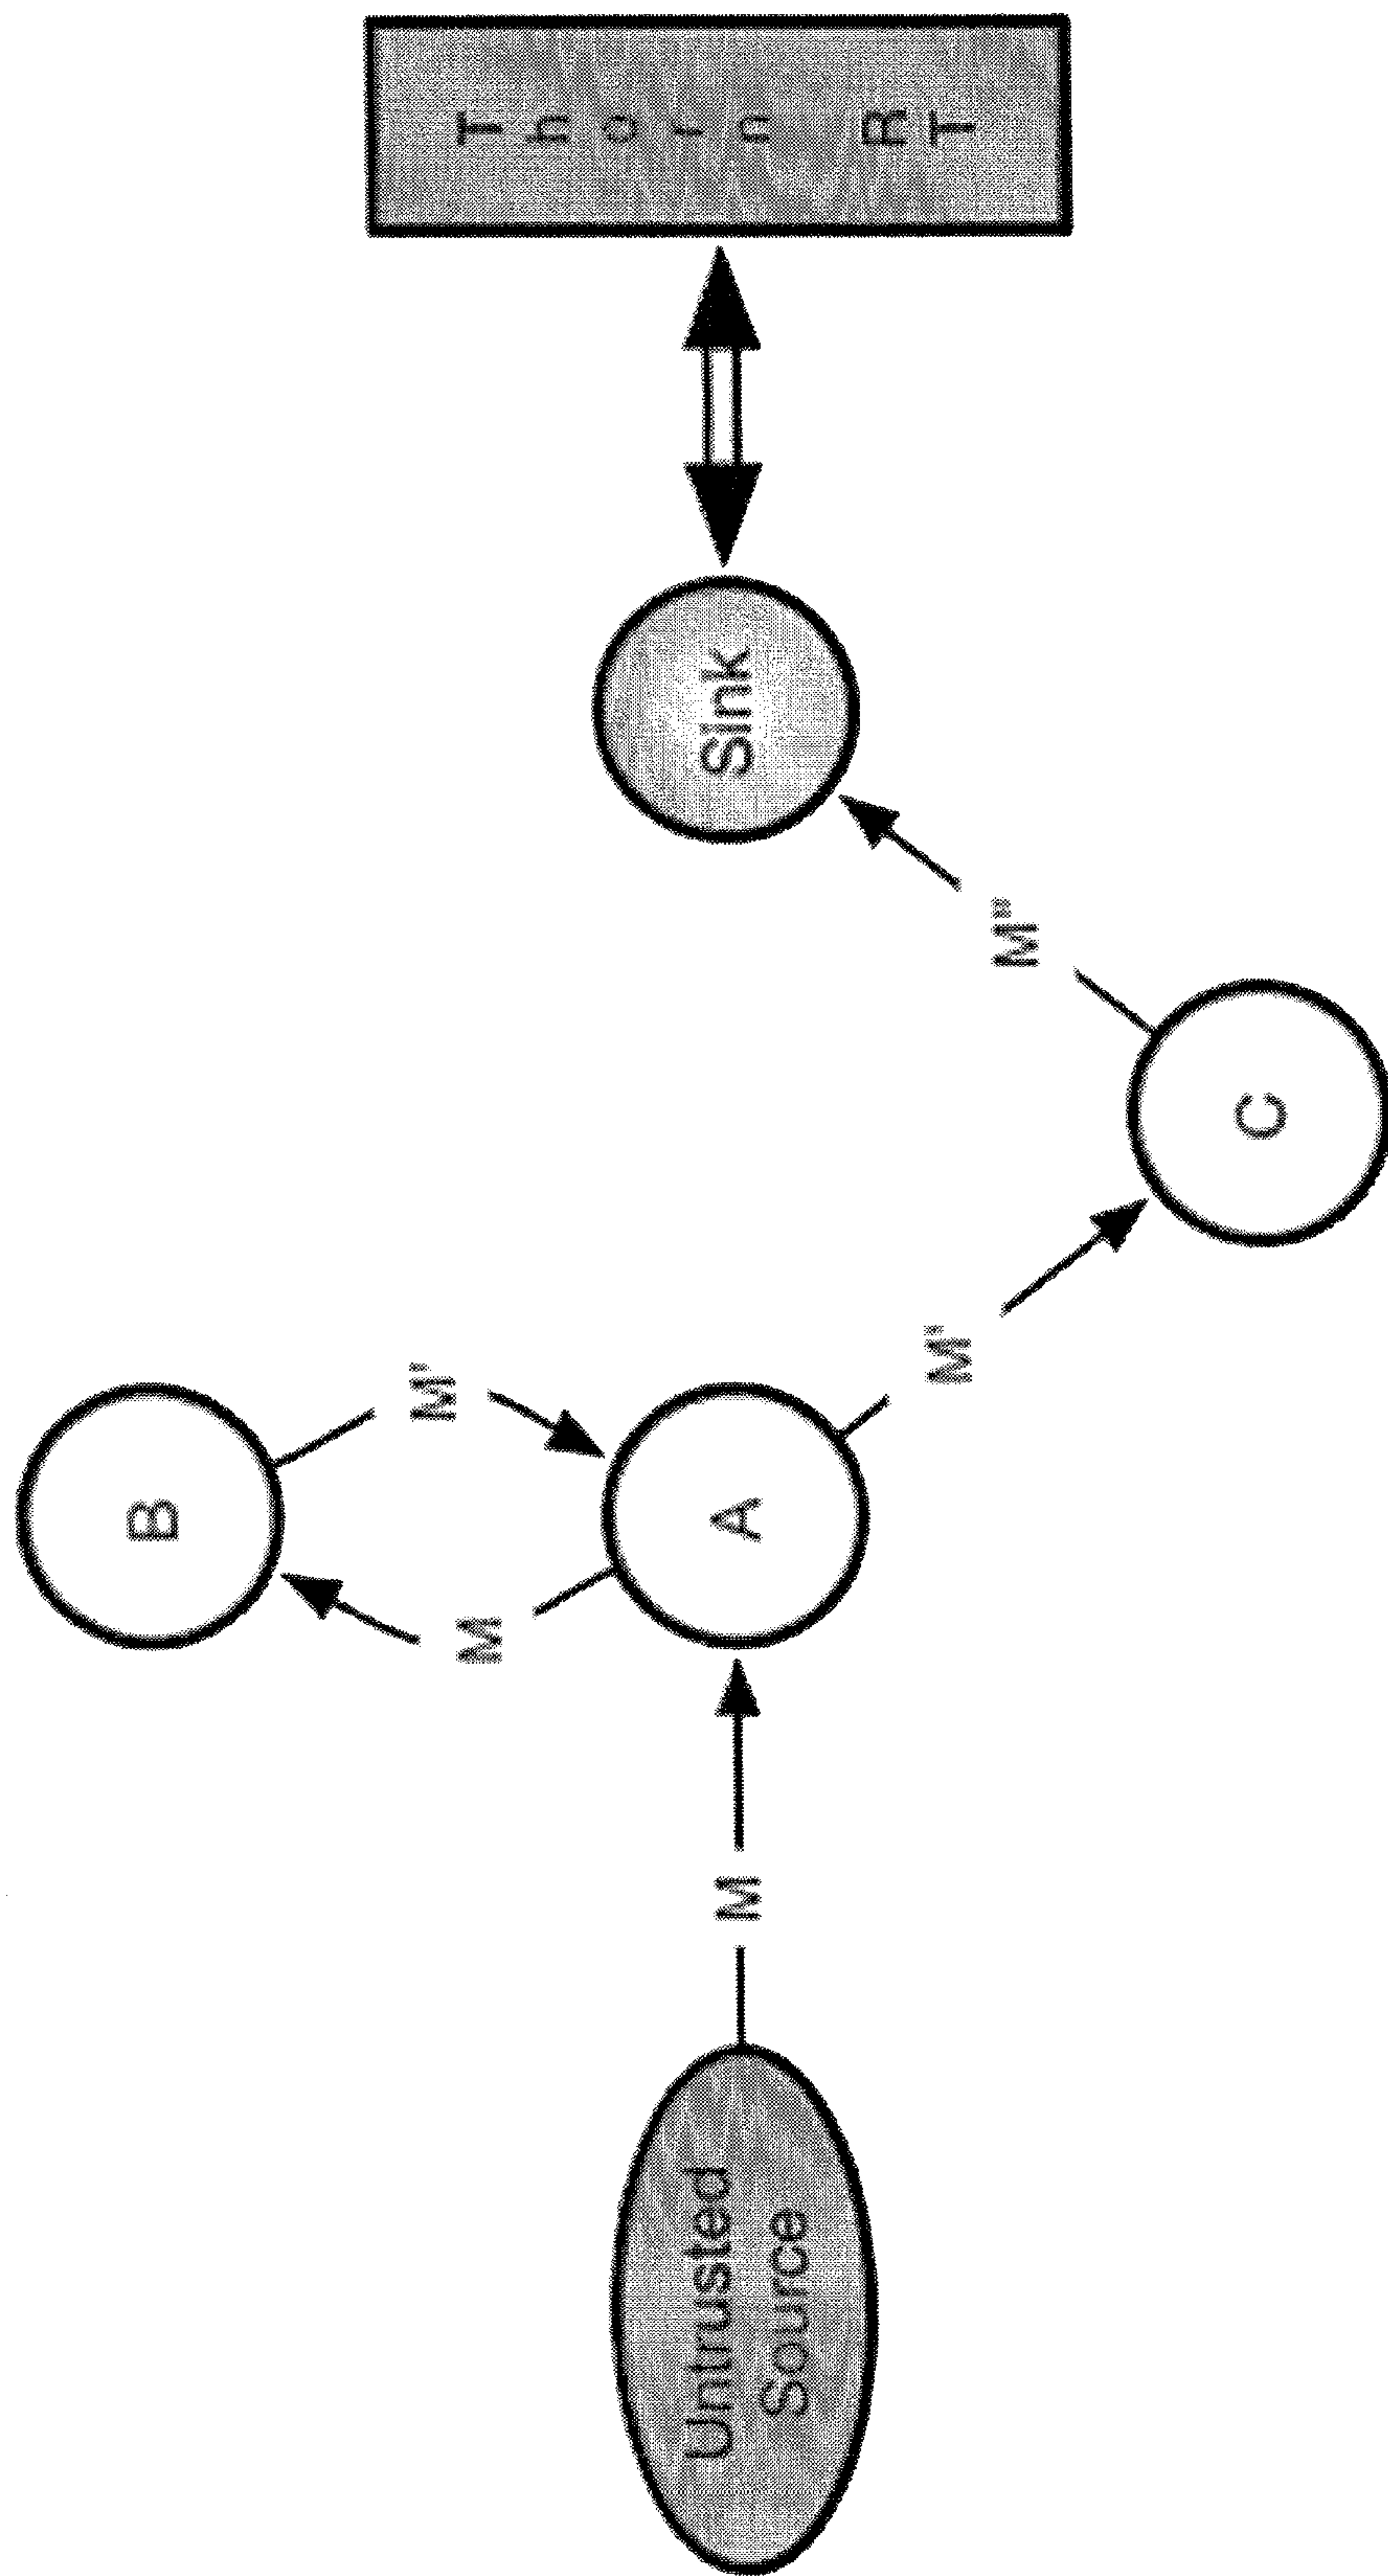 Untrusted
Source
M
A
M
B
M'
M'
C
M"
Sink
Thorn RT